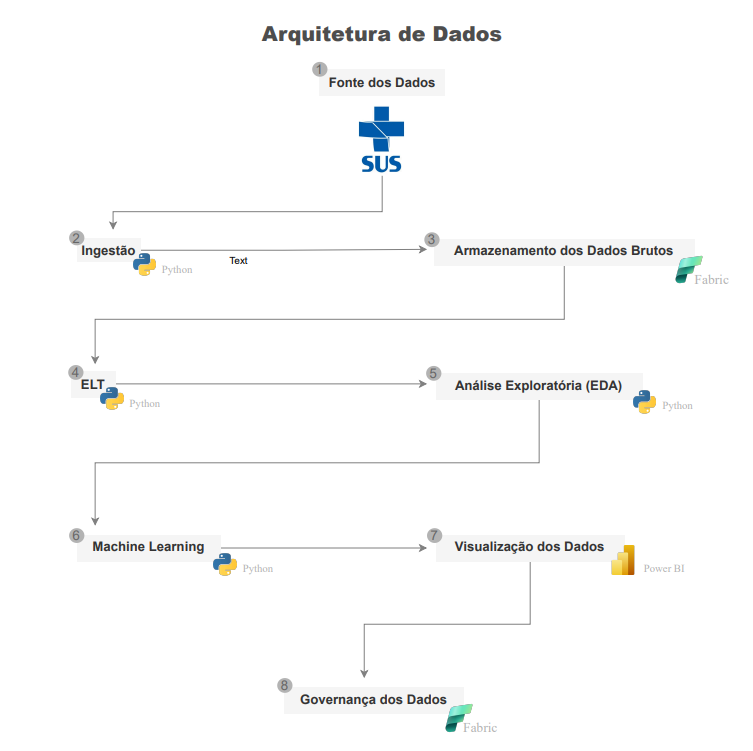 Arquitetura de Dados
1
Fonte dos Dados
SUS
2
Ingestão
Python
Text
3
Armazenamento dos Dados Brutos
Fabric
4
ELT
Python
5
Análise Exploratória (EDA)
Python
6
Machine Learning
Python
7
Visualização dos Dados
Power BI
8
Governança dos Dados
Fabric